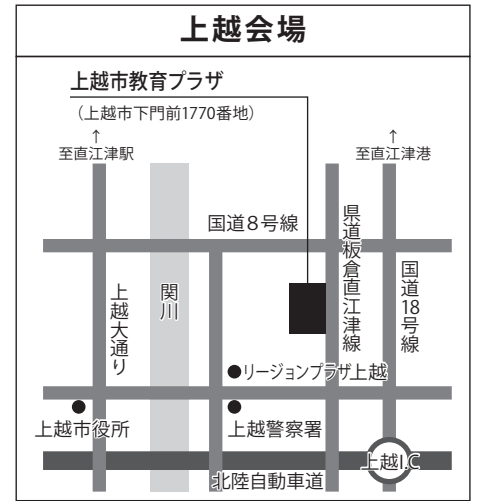 上越会場
上越市教育プラザ
（上越市下門前1770番地）
↑
至直江津駅
↑
至直江津港
国道8号線
県道板倉直江津線
国道18号線
上越大通り
関川
●リージョンプラザ上越
上越市役所
上越警察署
上越I.C
北陸自動車道